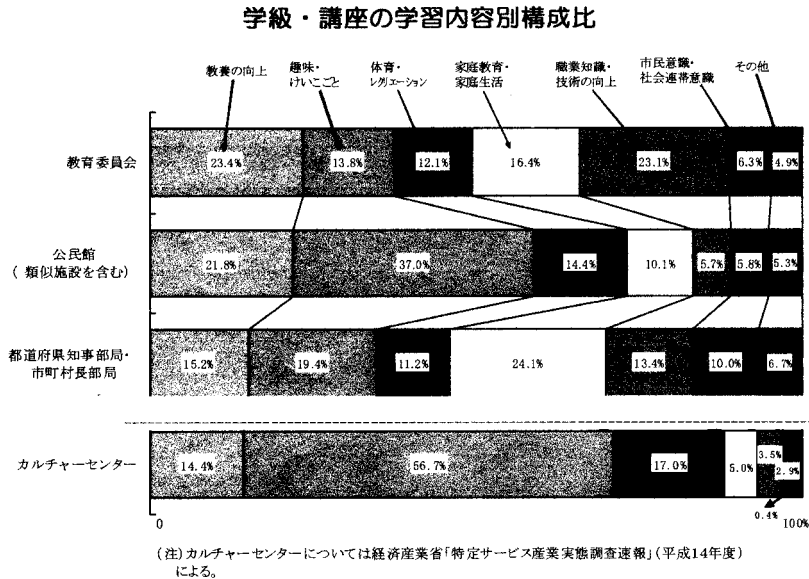 学級・講座の学習内容別構成比
教養の向上
趣味・
けいこごと
体育・
レクリエーション
家庭教育・
家庭生活
職業知識・
技術の向上
市民意識・
社会連帯意識
その他
教育委員会
23.4%
13.8%
12.1%
16.4%
23.1%
6.3%
4.9%
公民館
(類似施設を含む)
21.8%
37.0%
14.4%
10.1%
5.7%
5.8%
5.3%
都道府県知事部局・
市町村長部局
15.2%
19.4%
11.2%
24.1%
13.4%
10.0%
6.7%
カルチャーセンター
14.4%
56.7%
17.0%
5.0%
3.5%
2.9%
0.4%
0
100%
(注)カルチャーセンターについては経済産業省「特定サービス産業実態調査速報」(平成14年度)
による。